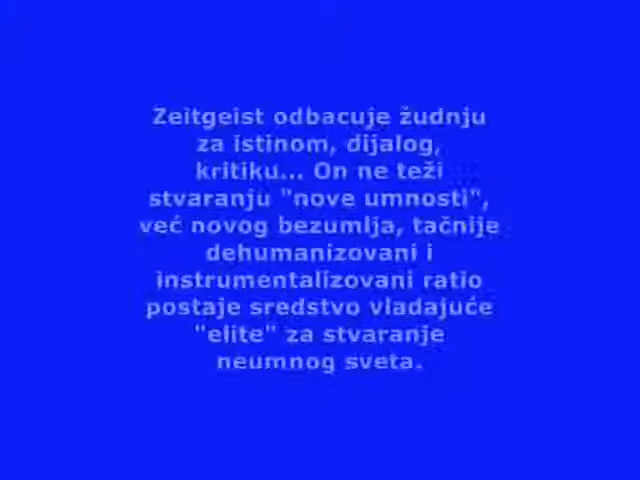 Zeitgeist odbacuje žudnju
za istinom, dijalog,
kritiku... On ne teži
stvaranju "nove umnosti",
već novog bezumlja, tačnije
dehumanizovani i
instrumentalizovani ratio
postaje sredstvo vladajuće
"elite" za stvaranje
neumnog sveta.